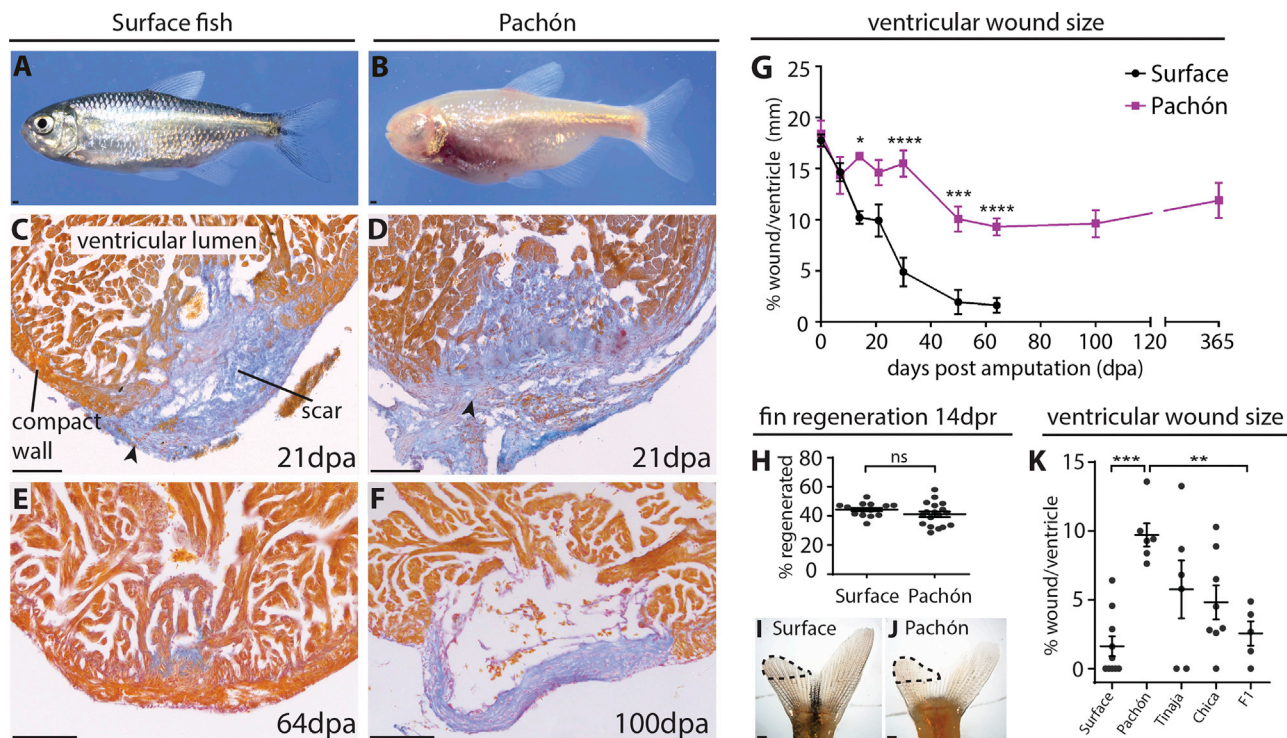 Surface fish
Pachón
ventricular wound size
A
B
G
25
20
15
10
5
0
% wound/ventricle (mm)
Surface
Pachón
*
****
***
****
0
20
40
60
80
100
120
365
days post amputation (dpa)
C
ventricular lumen
compact
wall
scar
21dpa
D
21dpa
E
64dpa
F
100dpa
fin regeneration 14dpr
H
ns
80
60
40
20
0
% regenerated
Surface
Pachón
I Surface
J Pachón
ventricular wound size
K
***
**
15
10
5
0
% wound/ventricle
Surface
Pachón
Tinaja
Chica
F1